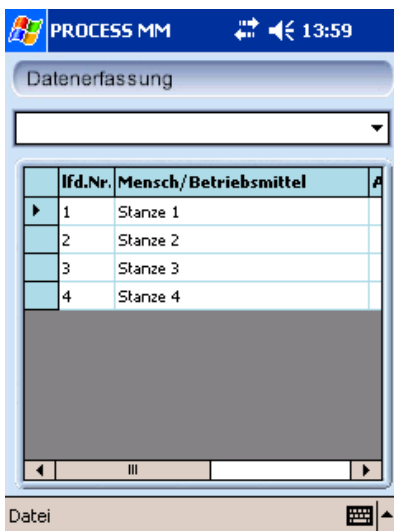 PROCESS MM 13:59
Datenerfassung
lfd.Nr. Mensch/Betriebsmittel
1 Stanze 1
2 Stanze 2
3 Stanze 3
4 Stanze 4
Datei